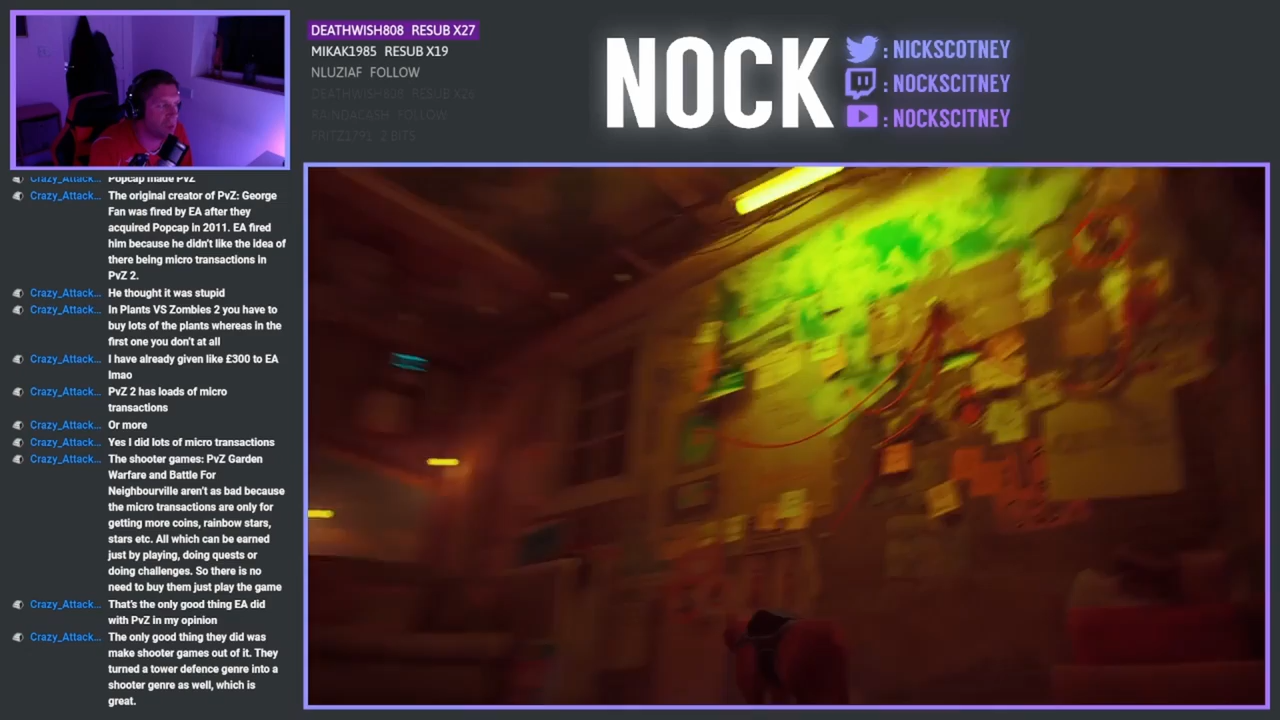 DEATHWISH808 RESUB X27
MIKAK1985 RESUB X19
NLUZIAF FOLLOW
DEATHWISH808 RESUB X26
RAINDACASH FOLLOW
FRITZ1791 2 BITS
NOCK
: NICKSCOTNEY
: NOCKSCITNEY
: NOCKSCITNEY
Crazy_Attack... Popcap made PvZ
Crazy_Attack... The original creator of PvZ: George
Fan was fired by EA after they
acquired Popcap in 2011. EA fired
him because he didn't like the idea of
there being micro transactions in
PvZ 2.
Crazy_Attack... He thought it was stupid
Crazy_Attack... In Plants VS Zombles 2 you have to
buy lots of the plants whereas in the
first one you don't at all
Crazy_Attack... I have already given like £300 to EA
lmao
Crazy_Attack... PvZ 2 has loads of micro
transactions
Crazy_Attack... Or more
Crazy_Attack... Yes I did lots of micro transactions
Crazy_Attack... The shooter games: PvZ Garden
Warfare and Battle For
Neighbourville aren't as bad because
the micro transactions are only for
getting more coins, rainbow stars,
stars etc. All which can be earned
just by playing, doing quests or
doing challenges. So there is no
need to buy them just play the game
Crazy_Attack... That's the only good thing EA did
with PvZ in my opinion
Crazy_Attack... The only good thing they did was
make shooter games out of it. They
turned a tower defence genre into a
shooter genre as well, which is
great.